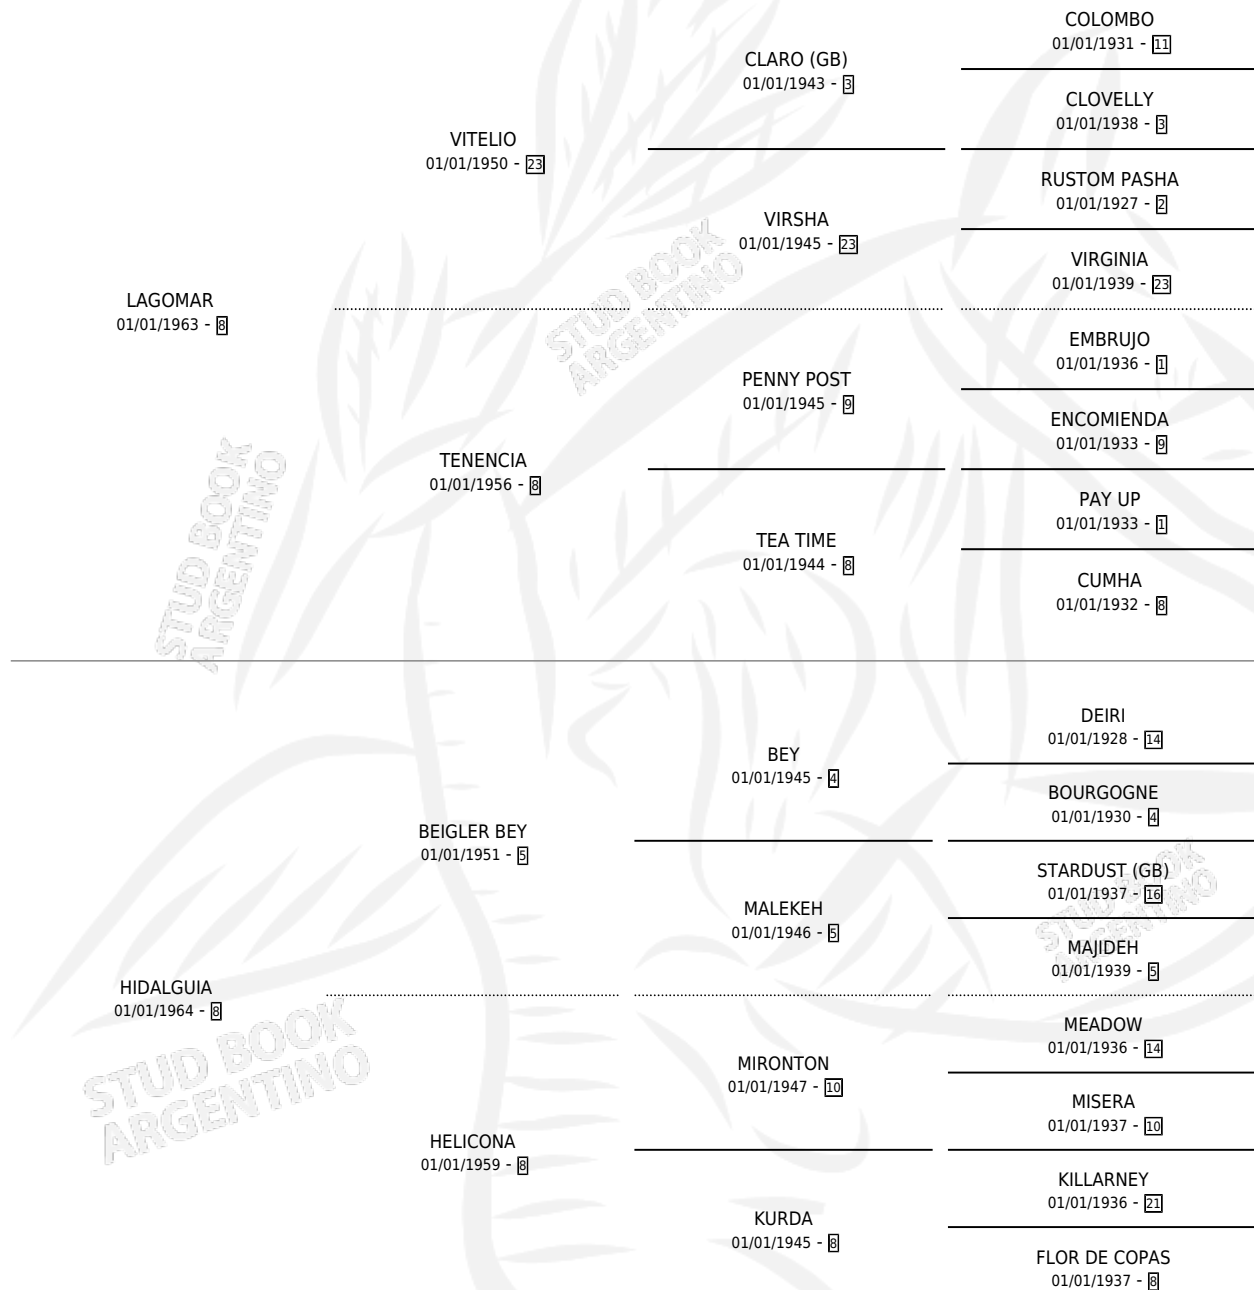 COLOMBO
01/01/1931 - 11
CLARO (GB)
01/01/1943 - 3
CLOVELLY
01/01/1938 - 3
VITELIO
01/01/1950 - 23
RUSTOM PASHA
01/01/1927 - 2
VIRSHA
01/01/1945 - 23
VIRGINIA
01/01/1939 - 23
LAGOMAR
01/01/1963 - 8
EMBRUJO
01/01/1936 - 1
PENNY POST
01/01/1945 - 9
ENCOMIENDA
01/01/1933 - 9
TENENCIA
01/01/1956 - 8
PAY UP
01/01/1933 - 1
TEA TIME
01/01/1944 - 8
CUMHA
01/01/1932 - 8
DEIRI
01/01/1928 - 14
BEY
01/01/1945 - 4
BOURGOGNE
01/01/1930 - 4
BEIGLER BEY
01/01/1951 - 5
STARDUST (GB)
01/01/1937 - 16
MALEKEH
01/01/1946 - 5
MAJIDEH
01/01/1939 - 5
HIDALGUIA
01/01/1964 - 8
MEADOW
01/01/1936 - 14
MIRONTON
01/01/1947 - 10
MISERA
01/01/1937 - 10
HELICONA
01/01/1959 - 8
KILLARNEY
01/01/1936 - 21
KURDA
01/01/1945 - 8
FLOR DE COPAS
01/01/1937 - 8
STUD BOOK
ARGENTINO
STUD BOOK
ARGENTINO
STUD BOOK
ARGENTINO
STUD BOOK
ARGENTINO